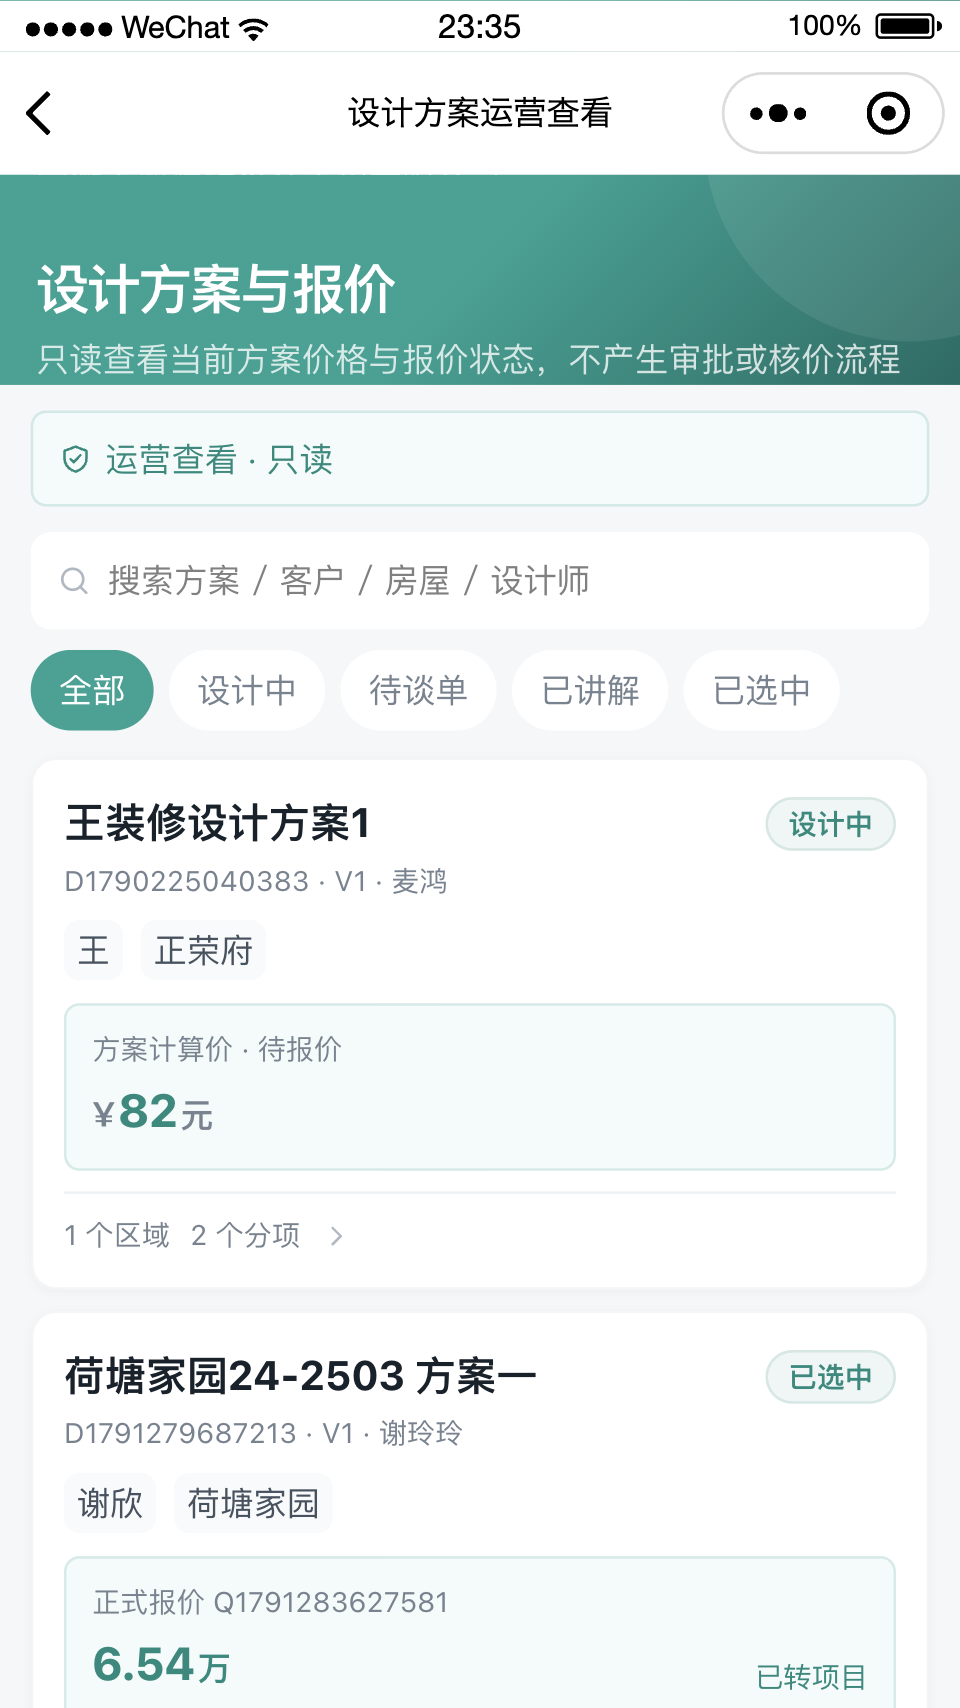 ●●●●● WeChat 23:35 100%
设计方案运营查看
设计方案与报价
只读查看当前方案价格与报价状态，不产生审批或核价流程
运营查看 · 只读
搜索方案 / 客户 / 房屋 / 设计师
全部 设计中 待谈单 已讲解 已选中
王装修设计方案1 设计中
D1790225040383 · V1 · 麦鸿
王 正荣府
方案计算价 · 待报价
¥82元
1 个区域 2 个分项
荷塘家园24-2503 方案一 已选中
D1791279687213 · V1 · 谢玲玲
谢欣 荷塘家园
正式报价 Q1791283627581
6.54万 已转项目